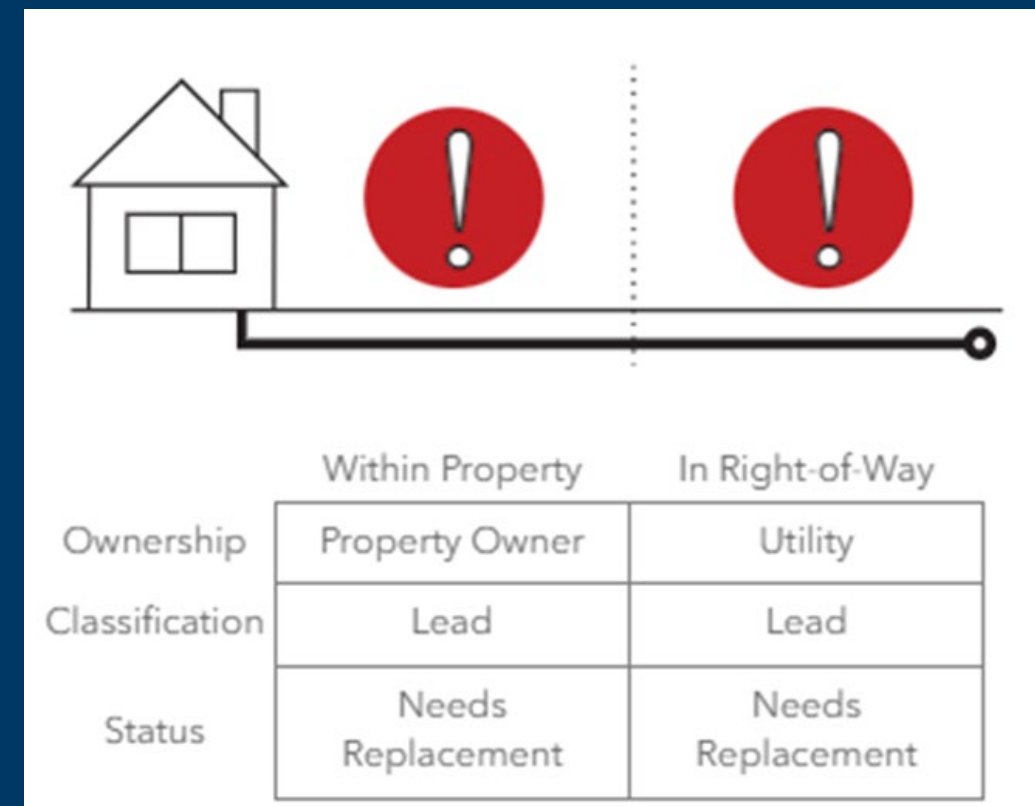 Within Property In Right-of-Way
Ownership Property Owner Utility
Classification Lead Lead
Status Needs Replacement Needs Replacement